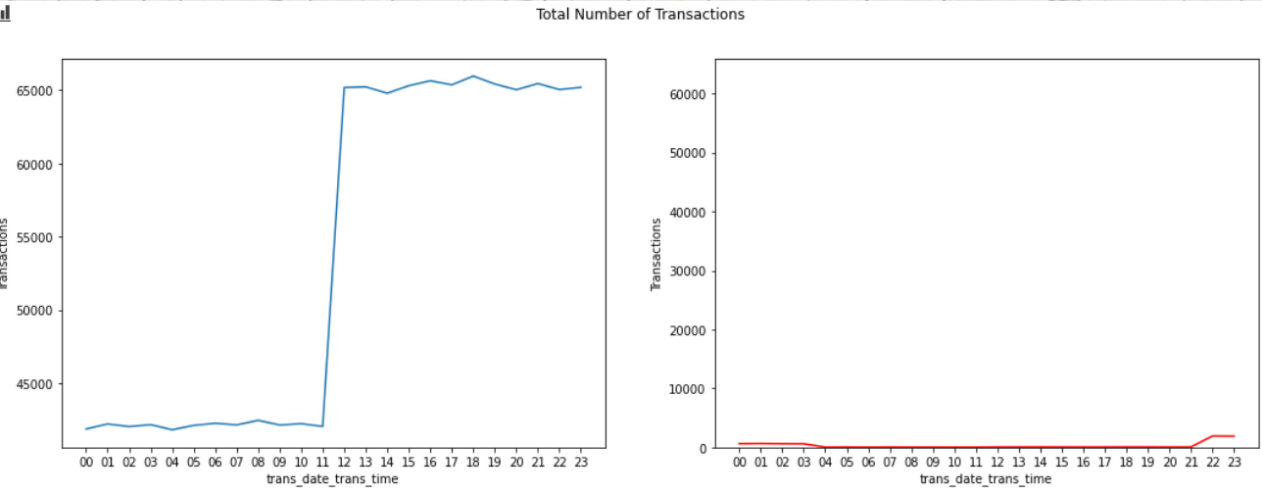 Total Number of Transactions
Transactions
65000
60000
55000
50000
45000
00 01 02 03 04 05 06 07 08 09 10 11 12 13 14 15 16 17 18 19 20 21 22 23
trans_date_trans_time
Transactions
60000
50000
40000
30000
20000
10000
0
00 01 02 03 04 05 06 07 08 09 10 11 12 13 14 15 16 17 18 19 20 21 22 23
trans_date_trans_time